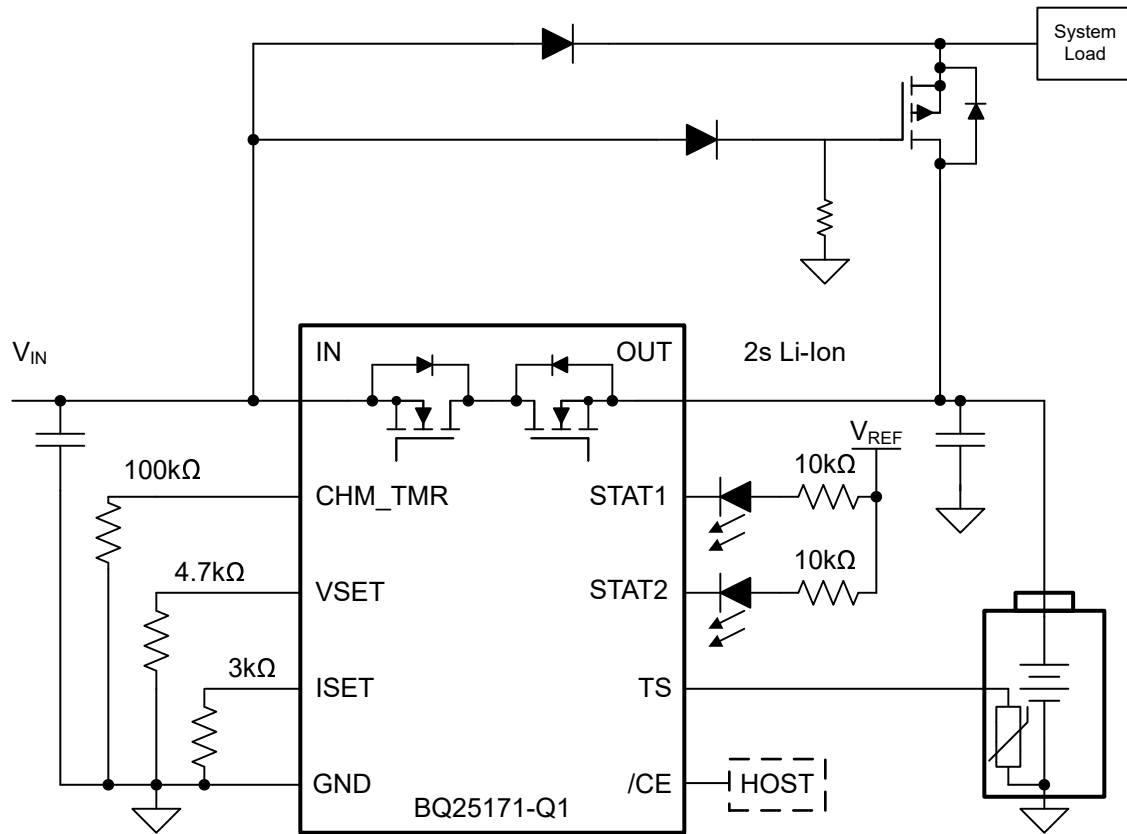 System
Load
V_IN
IN
OUT
2s Li-Ion
V_REF
100kΩ
10kΩ
CHM_TMR
STAT1
4.7kΩ
10kΩ
VSET
STAT2
3kΩ
ISET
TS
GND
/CE
HOST
BQ25171-Q1